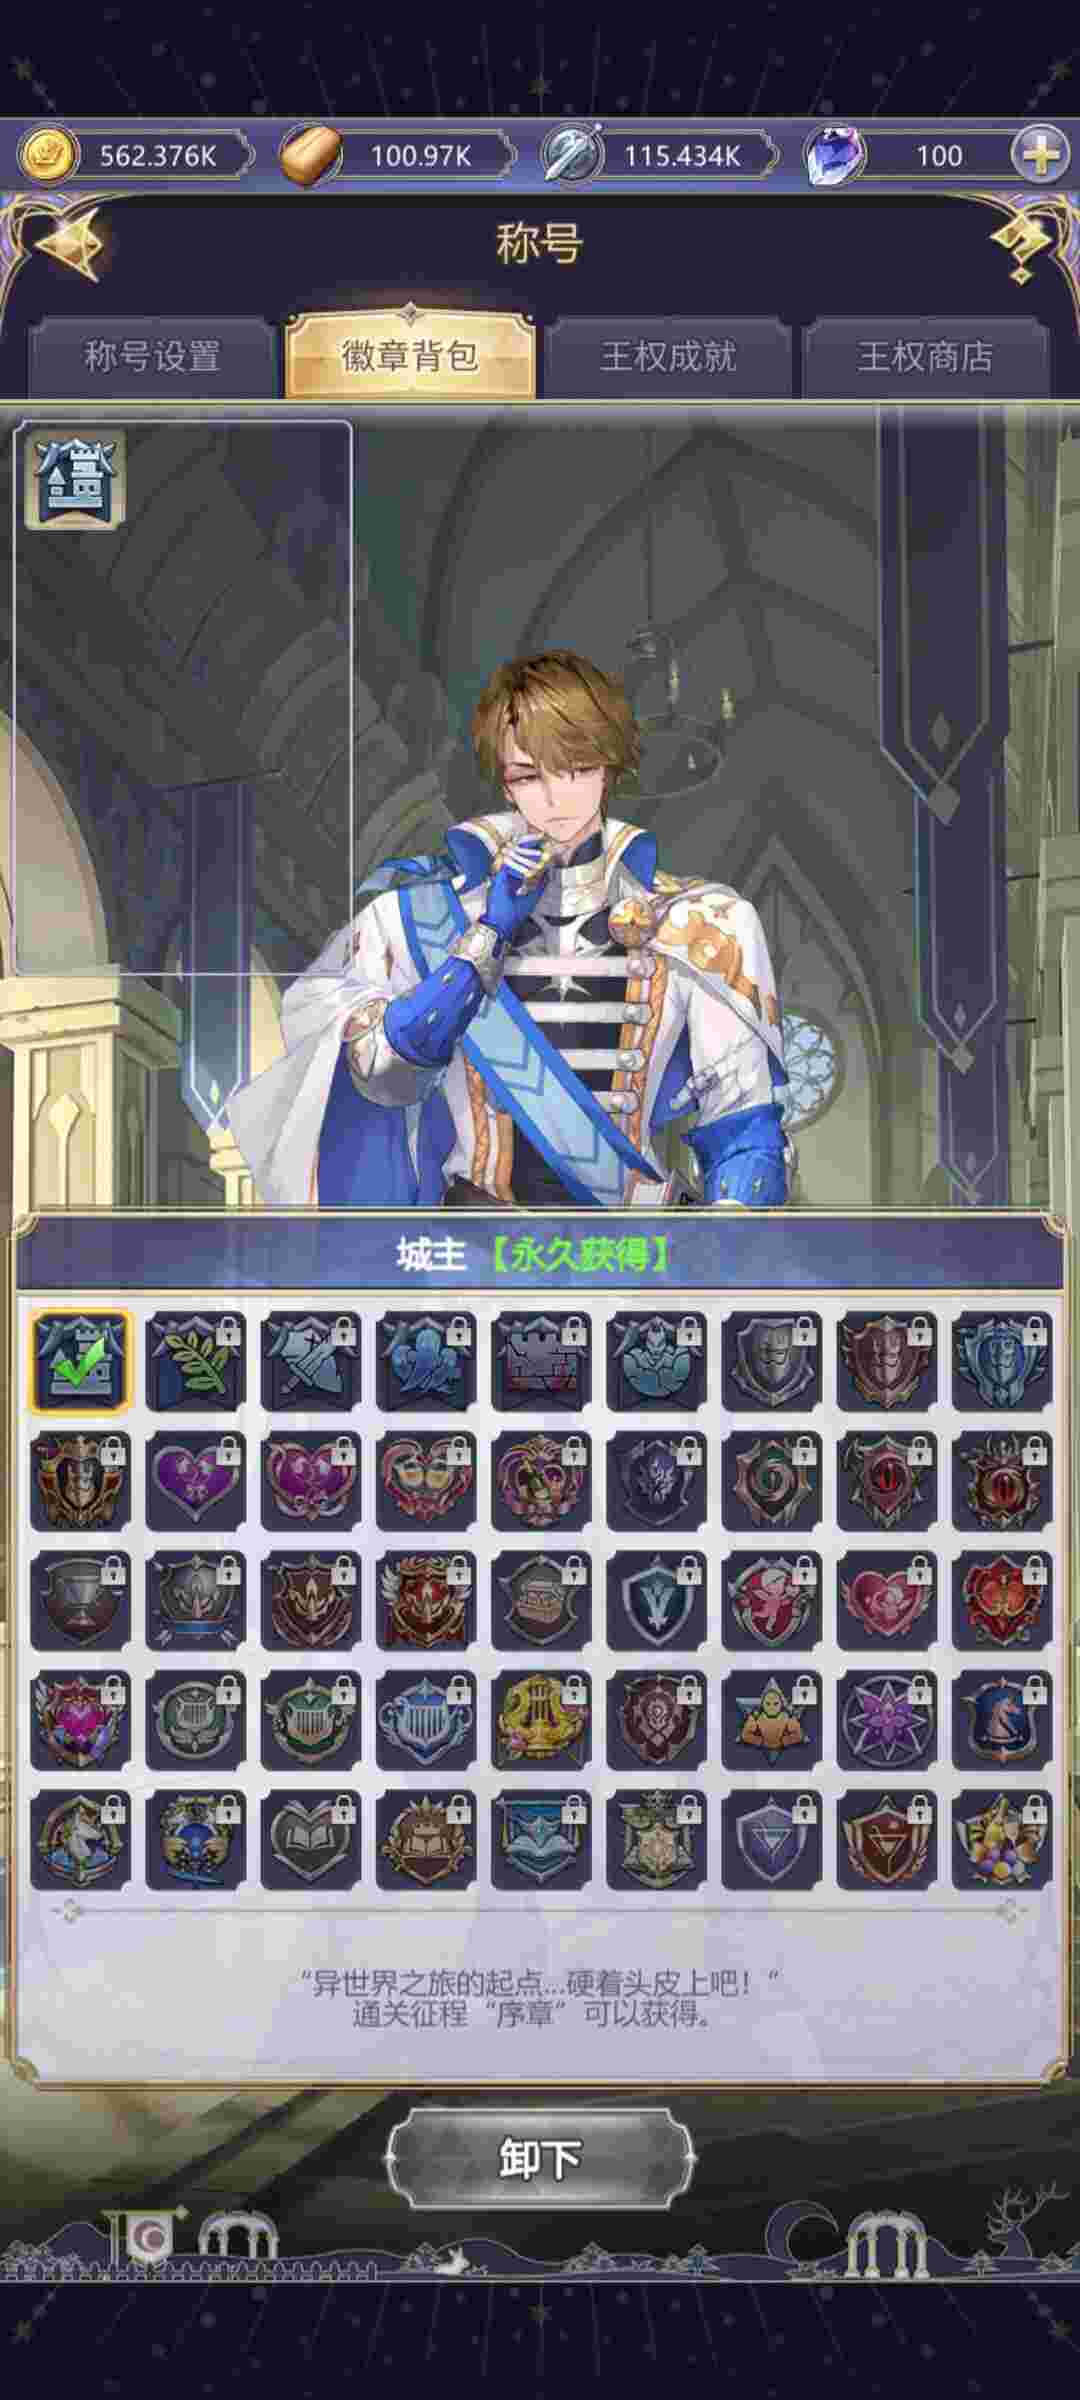 562.376K 100.97K 115.434K 100
称号
称号设置 徽章背包 王权成就 王权商店
城主【永久获得】
“异世界之旅的起点...硬着头皮上吧！“
通关征程“序章”可以获得。
卸下